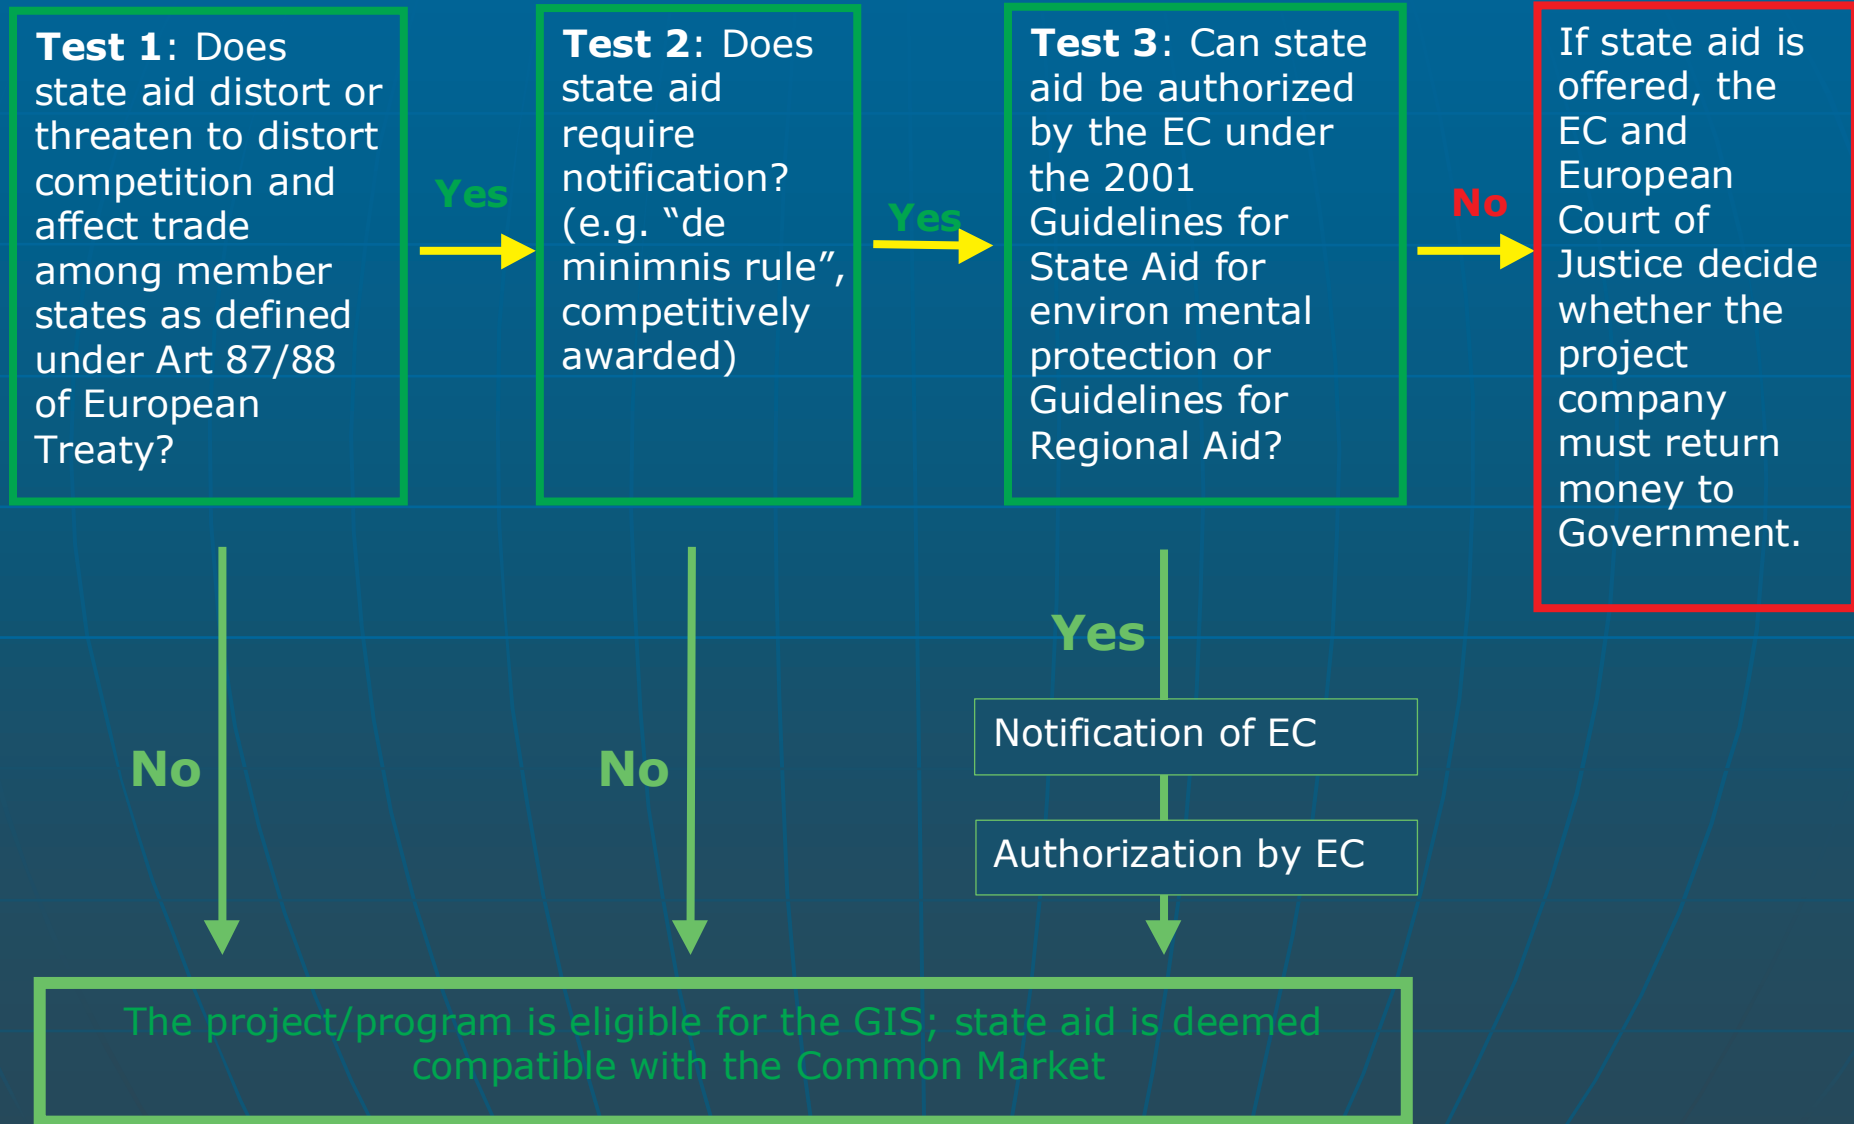 Test 1: Does
state aid distort or
threaten to distort
competition and
affect trade
among member
states as defined
under Art 87/88
of European
Treaty?
Yes
Test 2: Does
state aid
require
notification?
(e.g. “de
minimnis rule”,
competitively
awarded)
Yes
Test 3: Can state
aid be authorized
by the EC under
the 2001
Guidelines for
State Aid for
environ mental
protection or
Guidelines for
Regional Aid?
No
If state aid is
offered, the
EC and
European
Court of
Justice decide
whether the
project
company
must return
money to
Government.
No
No
Yes
Notification of EC
Authorization by EC
The project/program is eligible for the GIS; state aid is deemed
compatible with the Common Market